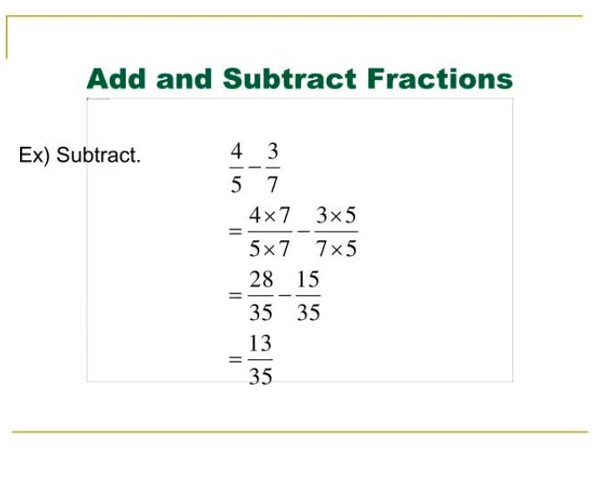 Add and Subtract Fractions
Ex) Subtract.
4/5 − 3/7
= 4×7/5×7 − 3×5/7×5
= 28/35 − 15/35
= 13/35